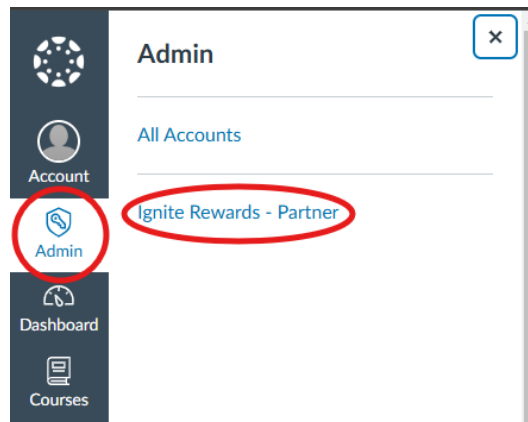 Admin
×
All Accounts
Account
Ignite Rewards - Partner
Admin
Dashboard
Courses